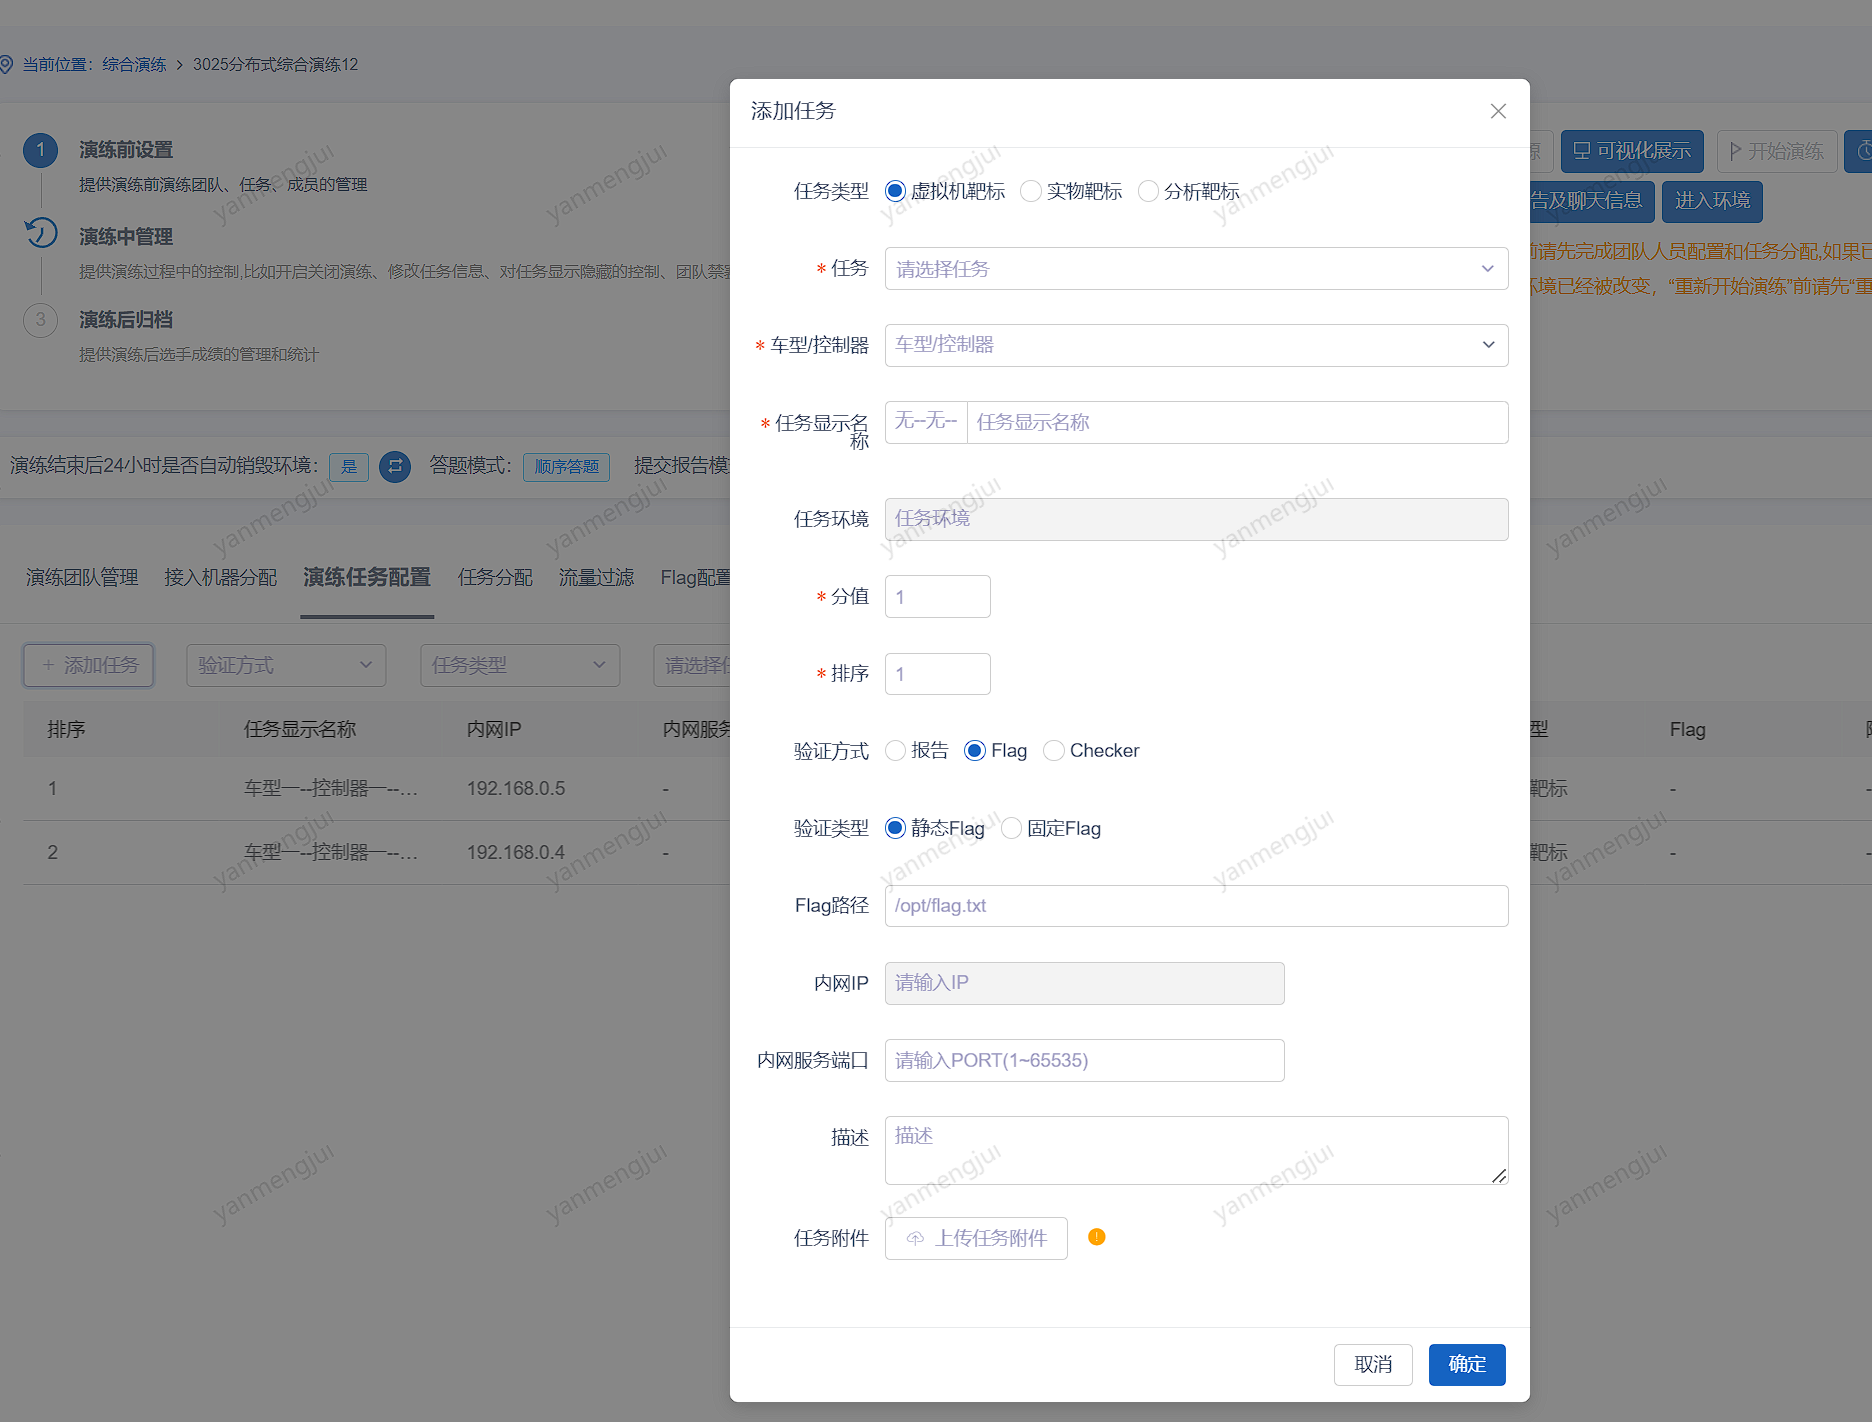 当前位置：综合演练 > 3025分布式综合演练12
1 演练前设置
提供演练前演练团队、任务、成员的管理
演练中管理
提供演练过程中的控制,比如开启关闭演练、修改任务信息、对任务显示隐藏的控制、团队禁赛
3 演练后归档
提供演练后选手成绩的管理和统计
可视化展示 开始演练
告及聊天信息 进入环境
前请先完成团队人员配置和任务分配,如果已
环境已经被改变，“重新开始演练”前请先“重
演练结束后24小时是否自动销毁环境： 是 答题模式： 顺序答题 提交报告模
演练团队管理 接入机器分配 演练任务配置 任务分配 流量过滤 Flag配置
+ 添加任务 验证方式 任务类型 请选择任
排序 任务显示名称 内网IP 内网服务 型 Flag
1 车型一--控制器一--... 192.168.0.5 - 靶标 - -
2 车型一--控制器一--... 192.168.0.4 - 靶标 - -
添加任务
任务类型 虚拟机靶标 实物靶标 分析靶标
* 任务 请选择任务
* 车型/控制器 车型/控制器
* 任务显示名称 无--无-- 任务显示名称
任务环境 任务环境
* 分值 1
* 排序 1
验证方式 报告 Flag Checker
验证类型 静态Flag 固定Flag
Flag路径 /opt/flag.txt
内网IP 请输入IP
内网服务端口 请输入PORT(1~65535)
描述 描述
任务附件 上传任务附件
取消 确定
yanmengjui